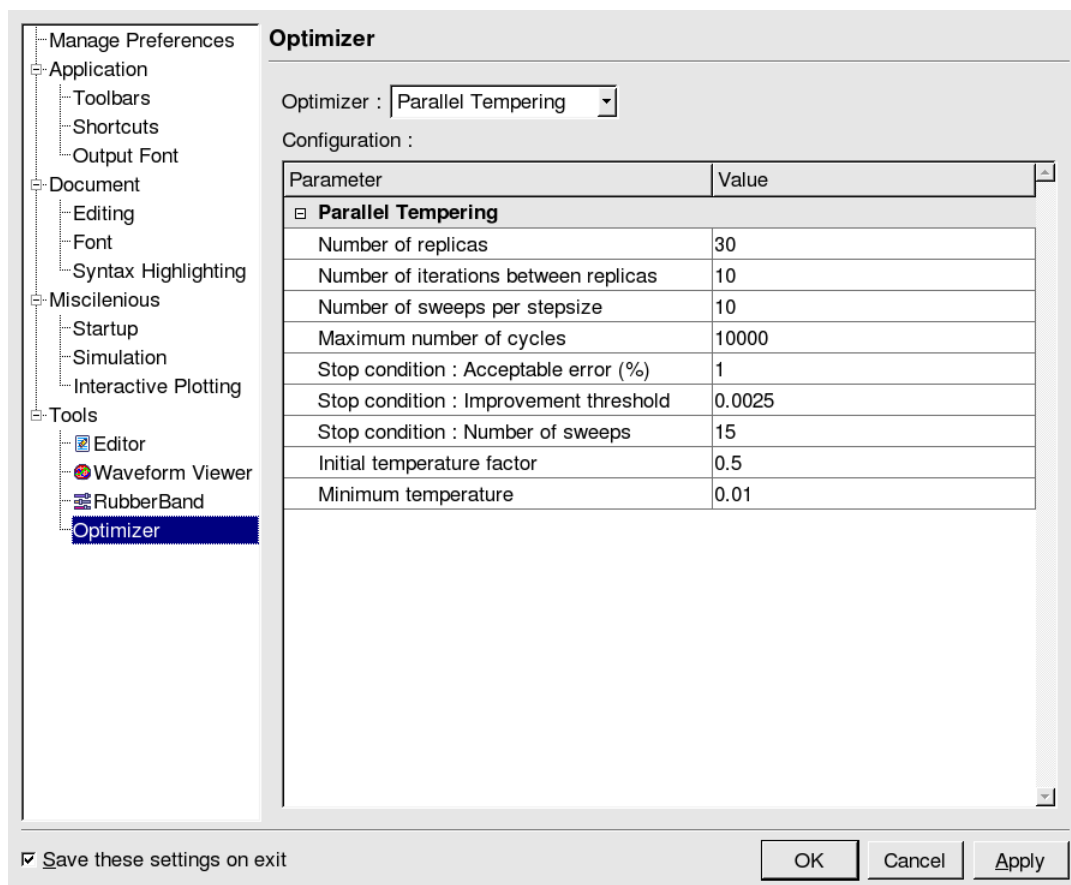 Manage Preferences
Application
Toolbars
Shortcuts
Output Font
Document
Editing
Font
Syntax Highlighting
Miscilenious
Startup
Simulation
Interactive Plotting
Tools
Editor
Waveform Viewer
RubberBand
Optimizer
Optimizer
Optimizer : Parallel Tempering
Configuration :
Parameter Value
Parallel Tempering
Number of replicas 30
Number of iterations between replicas 10
Number of sweeps per stepsize 10
Maximum number of cycles 10000
Stop condition : Acceptable error (%) 1
Stop condition : Improvement threshold 0.0025
Stop condition : Number of sweeps 15
Initial temperature factor 0.5
Minimum temperature 0.01
Save these settings on exit
OK Cancel Apply